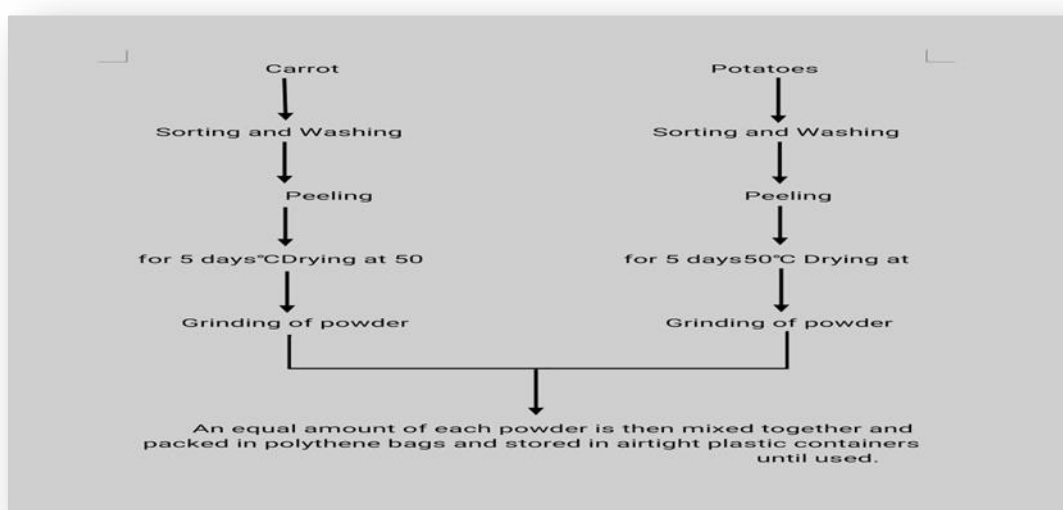 Carrot
Potatoes
Sorting and Washing
Sorting and Washing
Peeling
Peeling
for 5 days°CDrying at 50
for 5 days50°C Drying at
Grinding of powder
Grinding of powder
An equal amount of each powder is then mixed together and
packed in polythene bags and stored in airtight plastic containers
until used.